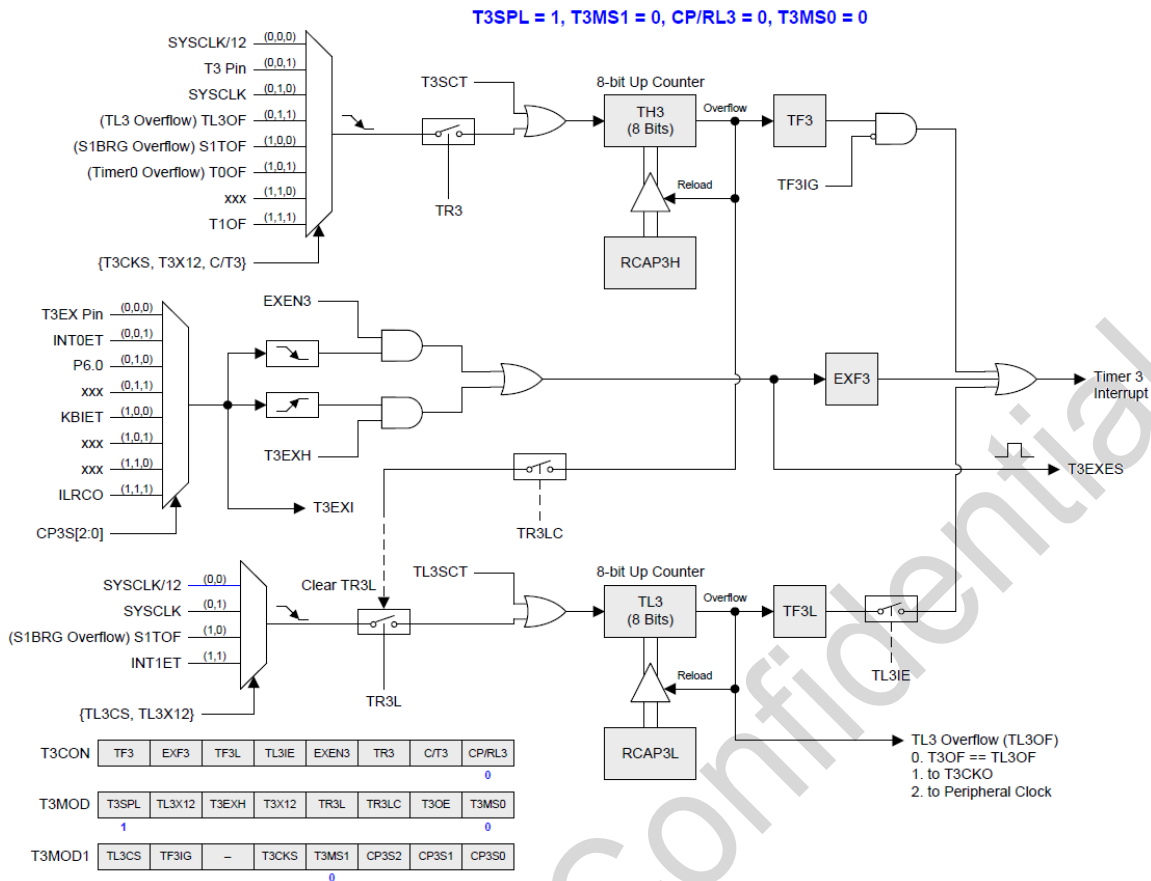 T3SPL = 1, T3MS1 = 0, CP/RL3 = 0, T3MS0 = 0
SYSCLK/12 (0,0,0)
T3 Pin (0,0,1)
SYSCLK (0,1,0)
(TL3 Overflow) TL3OF (0,1,1)
(S1BRG Overflow) S1TOF (1,0,0)
(Timer0 Overflow) T0OF (1,0,1)
xxx (1,1,0)
T1OF (1,1,1)
{T3CKS, T3X12, C/T3}
TR3
T3SCT
8-bit Up Counter
TH3
(8 Bits)
Overflow
TF3
TF3IG
Reload
RCAP3H
T3EX Pin (0,0,0)
INT0ET (0,0,1)
P6.0 (0,1,0)
xxx (0,1,1)
KBIET (1,0,0)
xxx (1,0,1)
xxx (1,1,0)
ILRCO (1,1,1)
CP3S[2:0]
EXEN3
T3EXH
T3EXI
EXF3
Timer 3
Interrupt
T3EXES
TR3LC
SYSCLK/12 (0,0)
SYSCLK (0,1)
(S1BRG Overflow) S1TOF (1,0)
INT1ET (1,1)
{TL3CS, TL3X12}
Clear TR3L
TR3L
TL3SCT
8-bit Up Counter
TL3
(8 Bits)
Overflow
TF3L
TL3IE
Reload
RCAP3L
TL3 Overflow (TL3OF)
0. T3OF == TL3OF
1. to T3CKO
2. to Peripheral Clock
T3CON TF3 EXF3 TF3L TL3IE EXEN3 TR3 C/T3 CP/RL3
0
T3MOD T3SPL TL3X12 T3EXH T3X12 TR3L TR3LC T3OE T3MS0
1 0
T3MOD1 TL3CS TF3IG – T3CKS T3MS1 CP3S2 CP3S1 CP3S0
0
Confidential